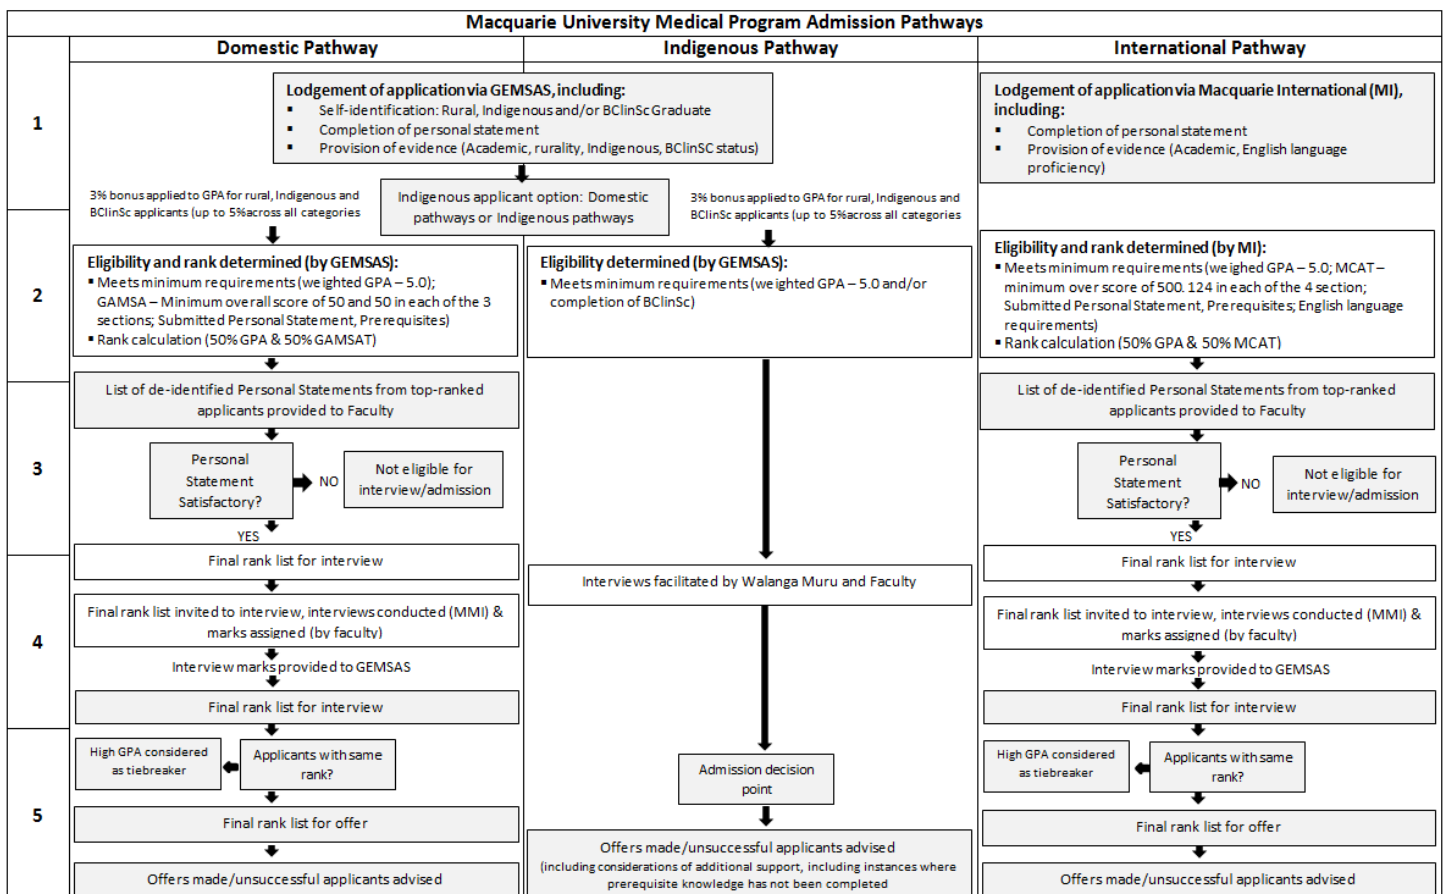 Macquarie University Medical Program Admission Pathways
Domestic Pathway
Indigenous Pathway
International Pathway
1
Lodgement of application via GEMSAS, including:
▪ Self-identification: Rural, Indigenous and/or BClinSc Graduate
▪ Completion of personal statement
▪ Provision of evidence (Academic, rurality, Indigenous, BClinSC status)
Lodgement of application via Macquarie International (MI),
including:
▪ Completion of personal statement
▪ Provision of evidence (Academic, English language
proficiency)
3% bonus applied to GPA for rural, Indigenous and
BClinSc applicants (up to 5%across all categories
Indigenous applicant option: Domestic
pathways or Indigenous pathways
3% bonus applied to GPA for rural, Indigenous and
BClinSc applicants (up to 5%across all categories
2
Eligibility and rank determined (by GEMSAS):
▪ Meets minimum requirements (weighted GPA – 5.0);
GAMSA – Minimum overall score of 50 and 50 in each of the 3
sections; Submitted Personal Statement, Prerequisites)
▪ Rank calculation (50% GPA & 50% GAMSAT)
Eligibility determined (by GEMSAS):
▪ Meets minimum requirements (weighted GPA – 5.0 and/or
completion of BClinSc)
Eligibility and rank determined (by MI):
▪ Meets minimum requirements (weighed GPA – 5.0; MCAT –
minimum over score of 500. 124 in each of the 4 section;
Submitted Personal Statement, Prerequisites; English language
requirements)
▪ Rank calculation (50% GPA & 50% MCAT)
3
List of de-identified Personal Statements from top-ranked
applicants provided to Faculty
Personal
Statement
Satisfactory?
NO
Not eligible for
interview/admission
YES
List of de-identified Personal Statements from top-ranked
applicants provided to Faculty
Personal
Statement
Satisfactory?
NO
Not eligible for
interview/admission
YES
4
Final rank list for interview
Final rank list invited to interview, interviews conducted (MMI) &
marks assigned (by faculty)
Interview marks provided to GEMSAS
Final rank list for interview
Interviews facilitated by Walanga Muru and Faculty
Final rank list for interview
Final rank list invited to interview, interviews conducted (MMI) &
marks assigned (by faculty)
Interview marks provided to GEMSAS
Final rank list for interview
5
High GPA considered
as tiebreaker
Applicants with same
rank?
Final rank list for offer
Offers made/unsuccessful applicants advised
Admission decision
point
Offers made/unsuccessful applicants advised
(including considerations of additional support, including instances where
prerequisite knowledge has not been completed
High GPA considered
as tiebreaker
Applicants with same
rank?
Final rank list for offer
Offers made/unsuccessful applicants advised